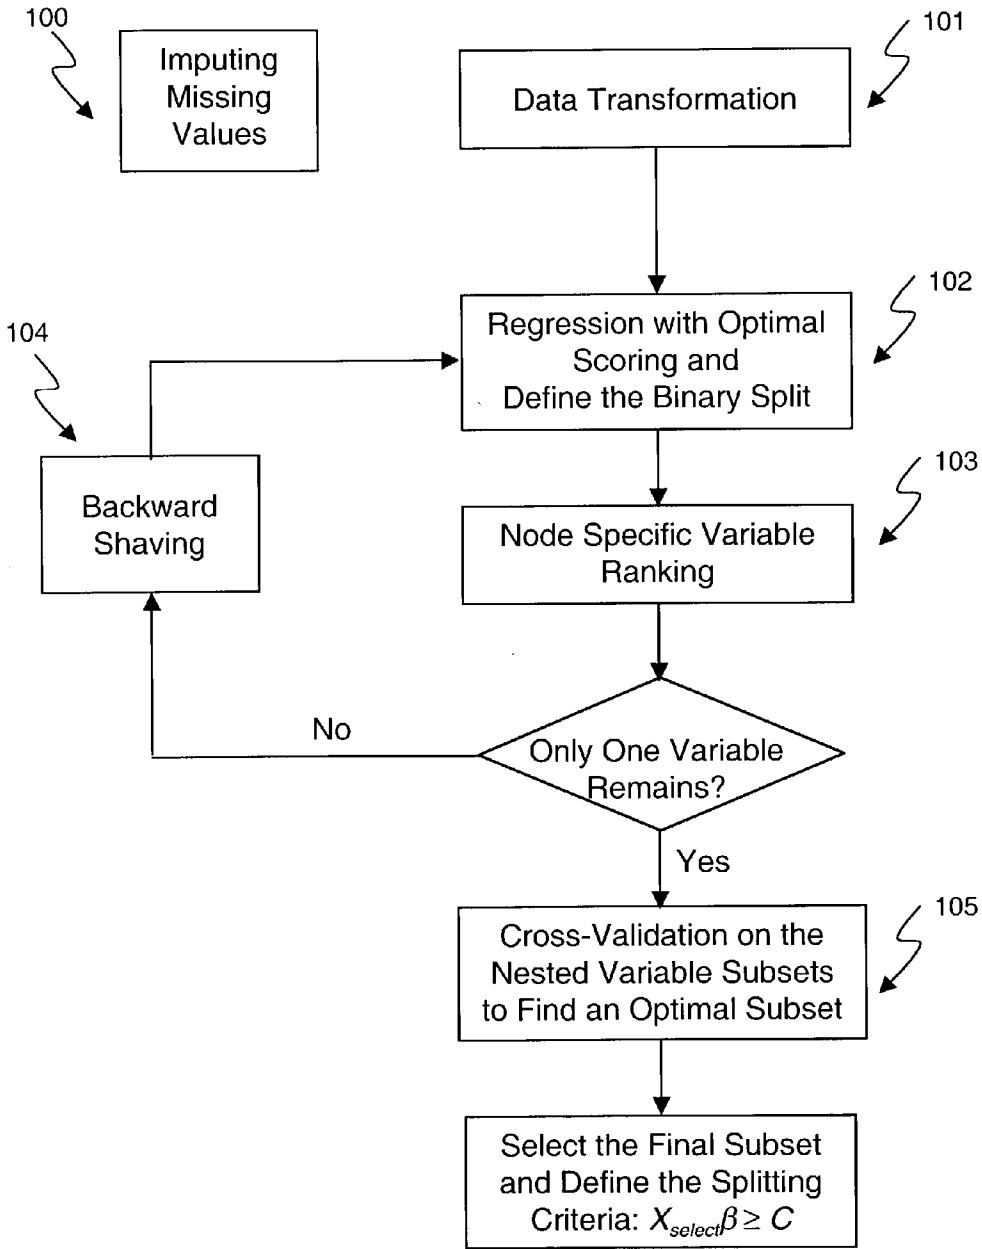 100
Imputing
Missing
Values
101
Data Transformation
102
Regression with Optimal
Scoring and
Define the Binary Split
104
Backward
Shaving
103
Node Specific Variable
Ranking
No
Only One Variable
Remains?
Yes
105
Cross-Validation on the
Nested Variable Subsets
to Find an Optimal Subset
Select the Final Subset
and Define the Splitting
Criteria: X_select β ≥ C